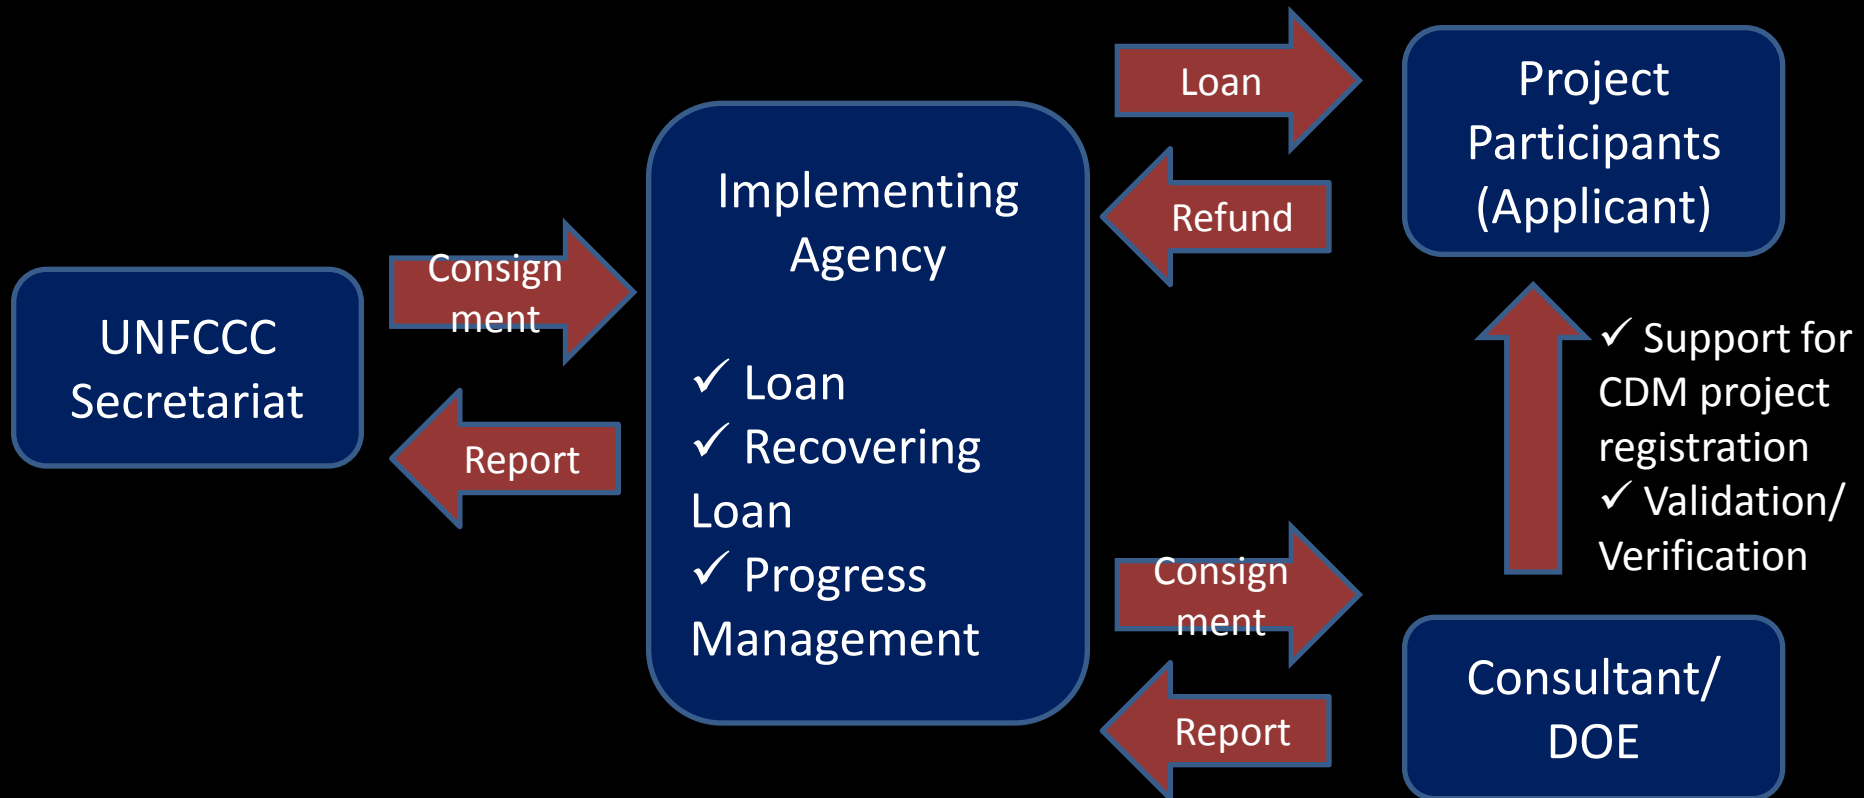 UNFCCC
Secretariat
Consign
ment
Report
Implementing
Agency
✓ Loan
✓ Recovering
Loan
✓ Progress
Management
Loan
Refund
Consign
ment
Report
Project
Participants
(Applicant)
✓ Support for
CDM project
registration
✓ Validation/
Verification
Consultant/
DOE